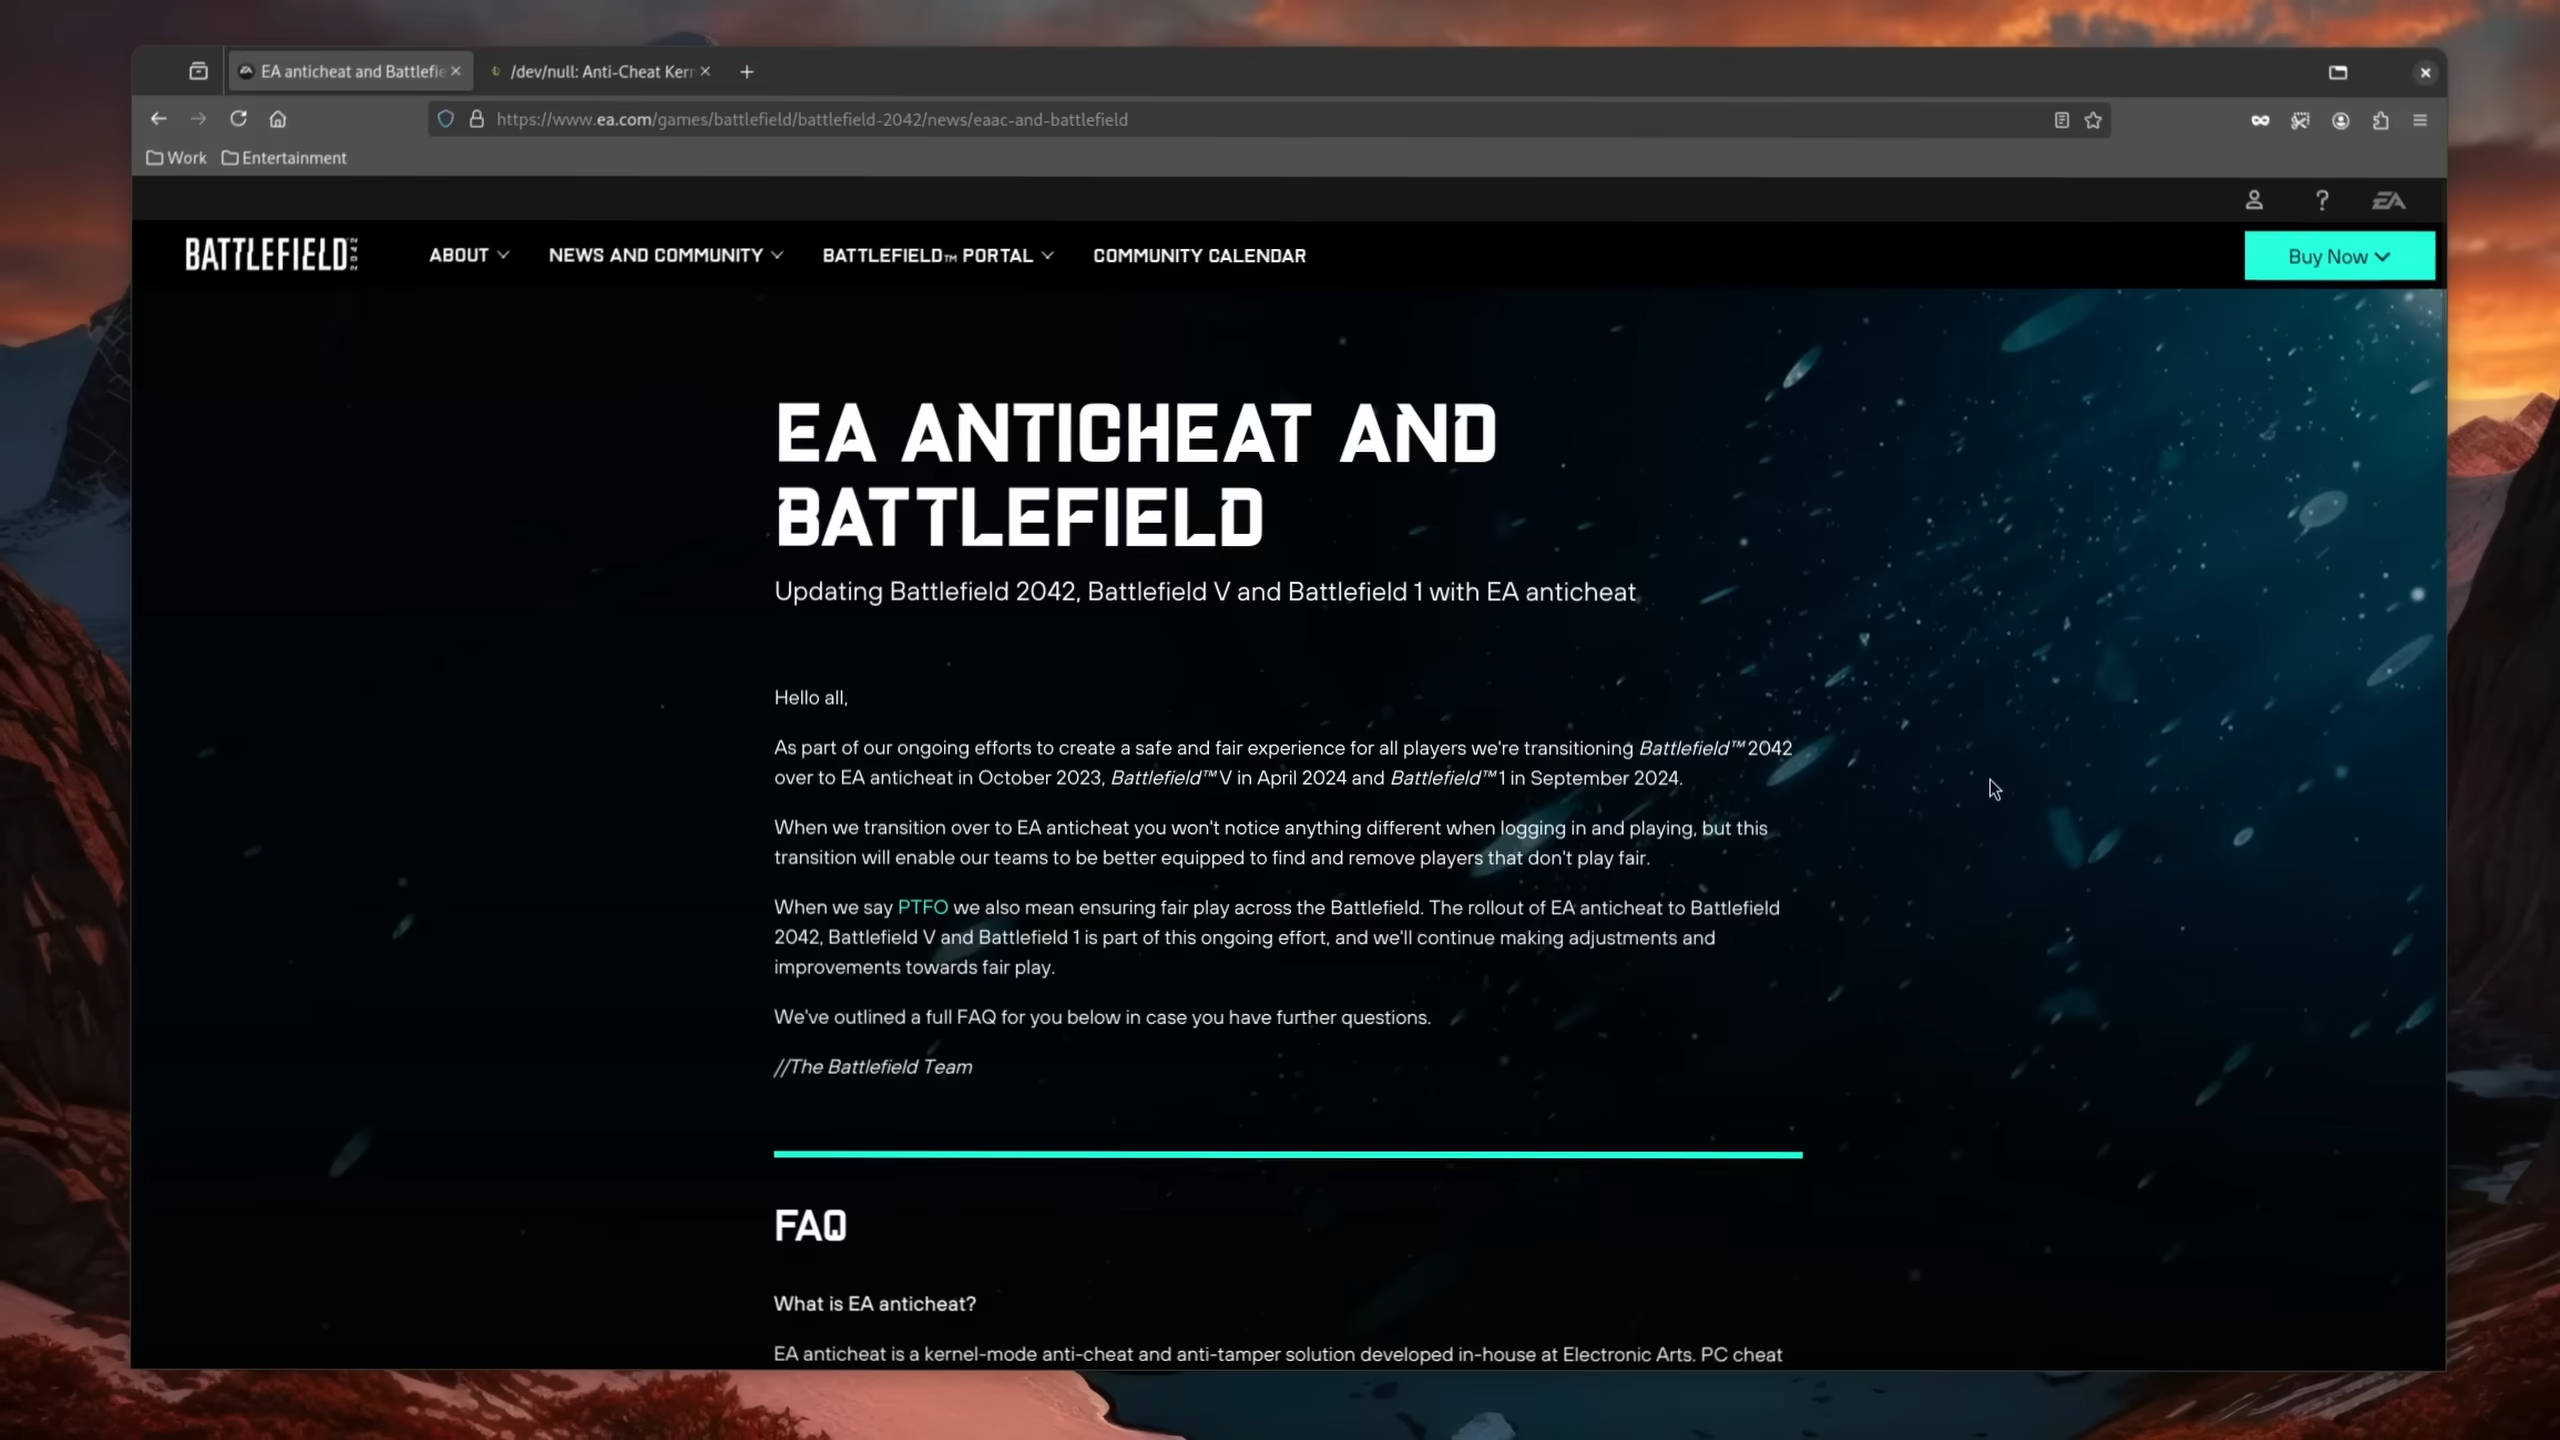 EA anticheat and Battlefie
/dev/null: Anti-Cheat Kern
https://www.ea.com/games/battlefield/battlefield-2042/news/eaac-and-battlefield
Work Entertainment
EA
BATTLEFIELD 2042 ABOUT NEWS AND COMMUNITY BATTLEFIELD™ PORTAL COMMUNITY CALENDAR Buy Now
EA ANTICHEAT AND
BATTLEFIELD
Updating Battlefield 2042, Battlefield V and Battlefield 1 with EA anticheat
Hello all,
As part of our ongoing efforts to create a safe and fair experience for all players we're transitioning Battlefield™ 2042
over to EA anticheat in October 2023, Battlefield™ V in April 2024 and Battlefield™ 1 in September 2024.
When we transition over to EA anticheat you won't notice anything different when logging in and playing, but this
transition will enable our teams to be better equipped to find and remove players that don't play fair.
When we say PTFO we also mean ensuring fair play across the Battlefield. The rollout of EA anticheat to Battlefield
2042, Battlefield V and Battlefield 1 is part of this ongoing effort, and we'll continue making adjustments and
improvements towards fair play.
We've outlined a full FAQ for you below in case you have further questions.
//The Battlefield Team
FAQ
What is EA anticheat?
EA anticheat is a kernel-mode anti-cheat and anti-tamper solution developed in-house at Electronic Arts. PC cheat